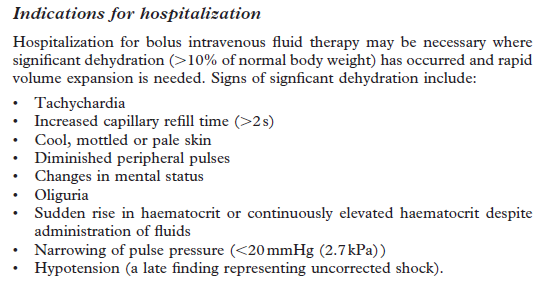 Indications for hospitalization
Hospitalization for bolus intravenous fluid therapy may be necessary where
significant dehydration (>10% of normal body weight) has occurred and rapid
volume expansion is needed. Signs of signficant dehydration include:
• Tachycardia
• Increased capillary refill time (>2 s)
• Cool, mottled or pale skin
• Diminished peripheral pulses
• Changes in mental status
• Oliguria
• Sudden rise in haematocrit or continuously elevated haematocrit despite
administration of fluids
• Narrowing of pulse pressure (<20 mmHg (2.7 kPa))
• Hypotension (a late finding representing uncorrected shock).